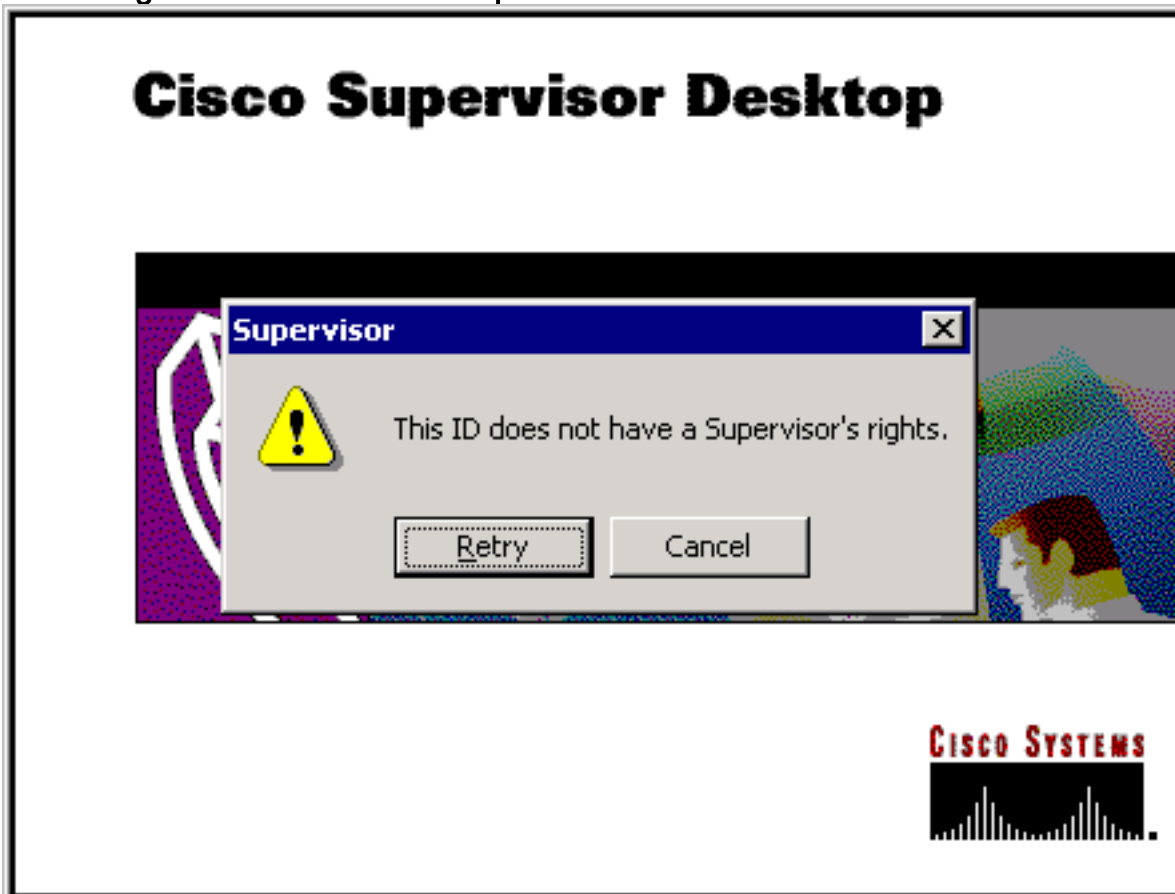 Cisco Supervisor Desktop
Supervisor
This ID does not have a Supervisor's rights.
Retry
Cancel
CISCO SYSTEMS